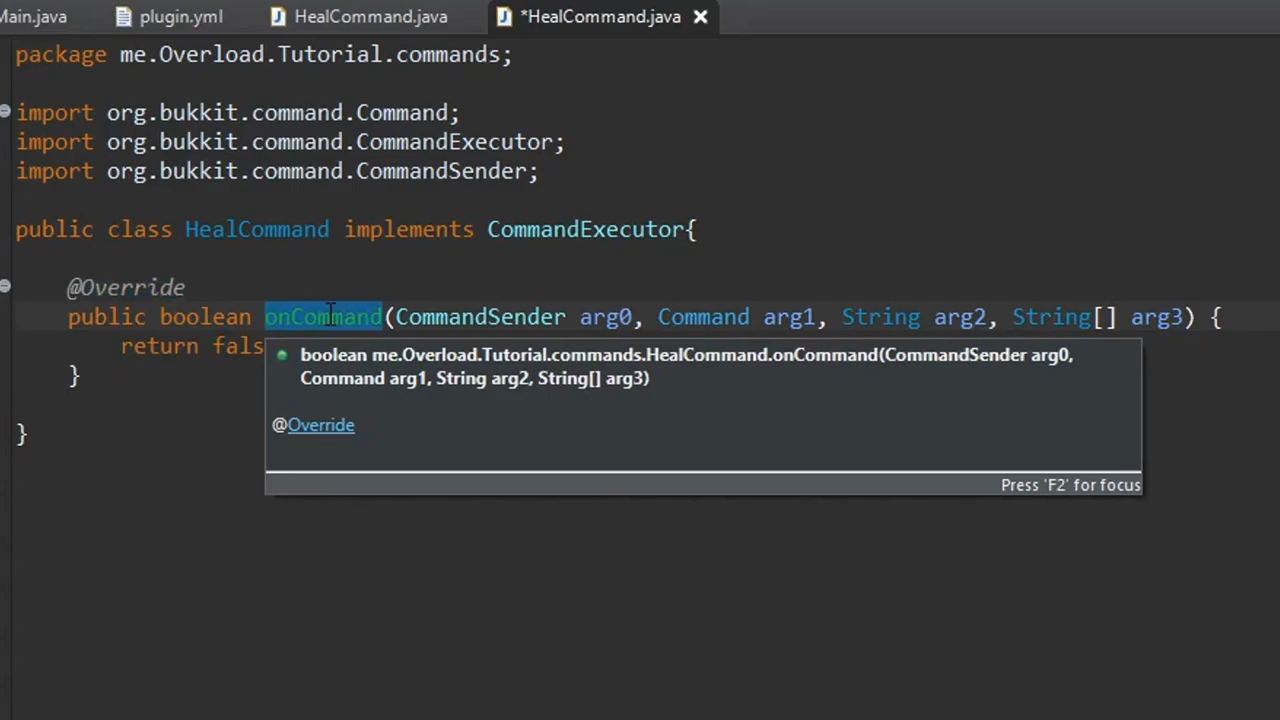 Main.java plugin.yml HealCommand.java *HealCommand.java
package me.Overload.Tutorial.commands;
import org.bukkit.command.Command;
import org.bukkit.command.CommandExecutor;
import org.bukkit.command.CommandSender;
public class HealCommand implements CommandExecutor{
@Override
public boolean onCommand(CommandSender arg0, Command arg1, String arg2, String[] arg3) {
return fals
boolean me.Overload.Tutorial.commands.HealCommand.onCommand(CommandSender arg0,
Command arg1, String arg2, String[] arg3)
}
@Override
}
Press 'F2' for focus